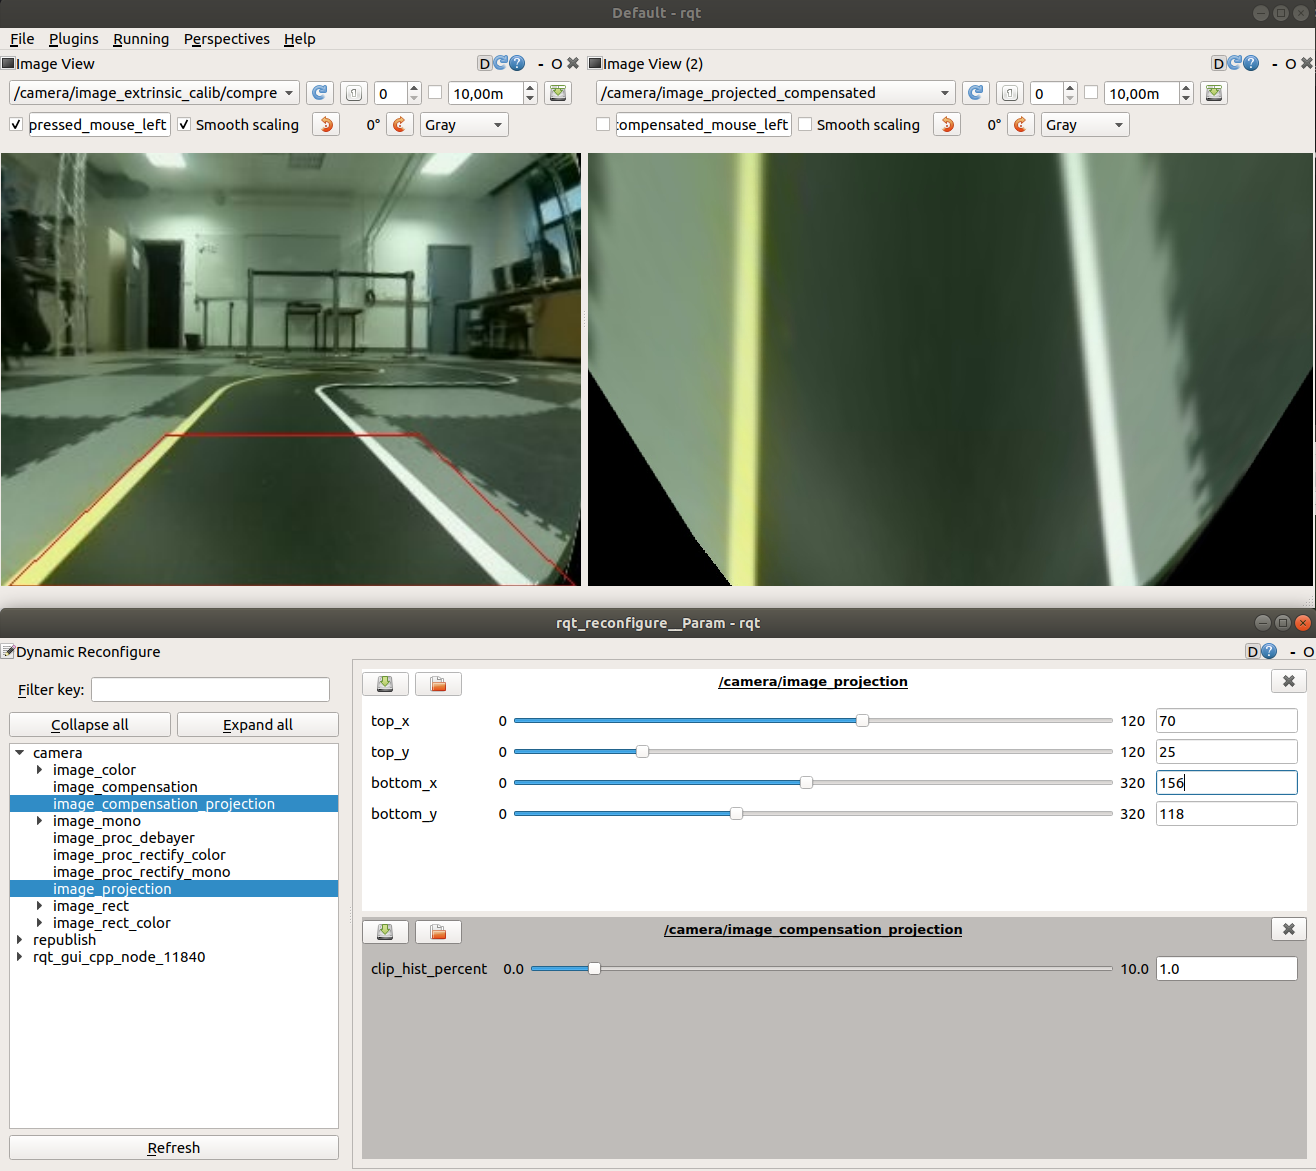 Default - rqt
File Plugins Running Perspectives Help
Image View D ? - O
Image View (2) D ? - O
/camera/image_extrinsic_calib/compre 0 10,00m
/camera/image_projected_compensated 0 10,00m
pressed_mouse_left Smooth scaling 0° Gray
ompensated_mouse_left Smooth scaling 0° Gray
rqt_reconfigure__Param - rqt
Dynamic Reconfigure D ? - O
Filter key:
Collapse all Expand all
camera
image_color
image_compensation
image_compensation_projection
image_mono
image_proc_debayer
image_proc_rectify_color
image_proc_rectify_mono
image_projection
image_rect
image_rect_color
republish
rqt_gui_cpp_node_11840
Refresh
/camera/image_projection
top_x 0 120 70
top_y 0 120 25
bottom_x 0 320 156
bottom_y 0 320 118
/camera/image_compensation_projection
clip_hist_percent 0.0 10.0 1.0